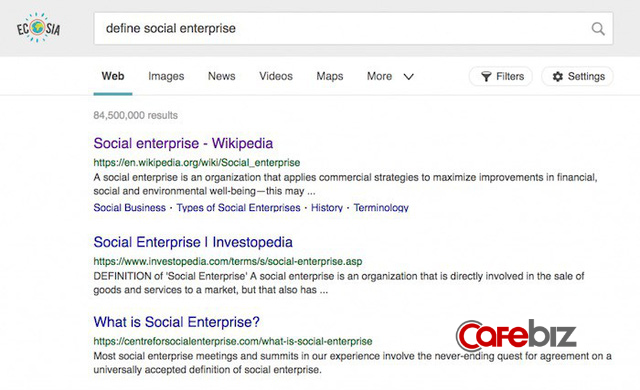 ECOSIA
define social enterprise
Web Images News Videos Maps More Filters Settings
84,500,000 results
Social enterprise - Wikipedia
https://en.wikipedia.org/wiki/Social_enterprise
A social enterprise is an organization that applies commercial strategies to maximize improvements in financial,
social and environmental well-being—this may ...
Social Business · Types of Social Enterprises · History · Terminology
Social Enterprise | Investopedia
https://www.investopedia.com/terms/s/social-enterprise.asp
DEFINITION of 'Social Enterprise' A social enterprise is an organization that is directly involved in the sale of
goods and services to a market, but that also has ...
What is Social Enterprise?
https://centreforsocialenterprise.com/what-is-social-enterprise
Most social enterprise meetings and summits in our experience involve the never-ending quest for agreement on a
universally accepted definition of social enterprise.
Cafebiz